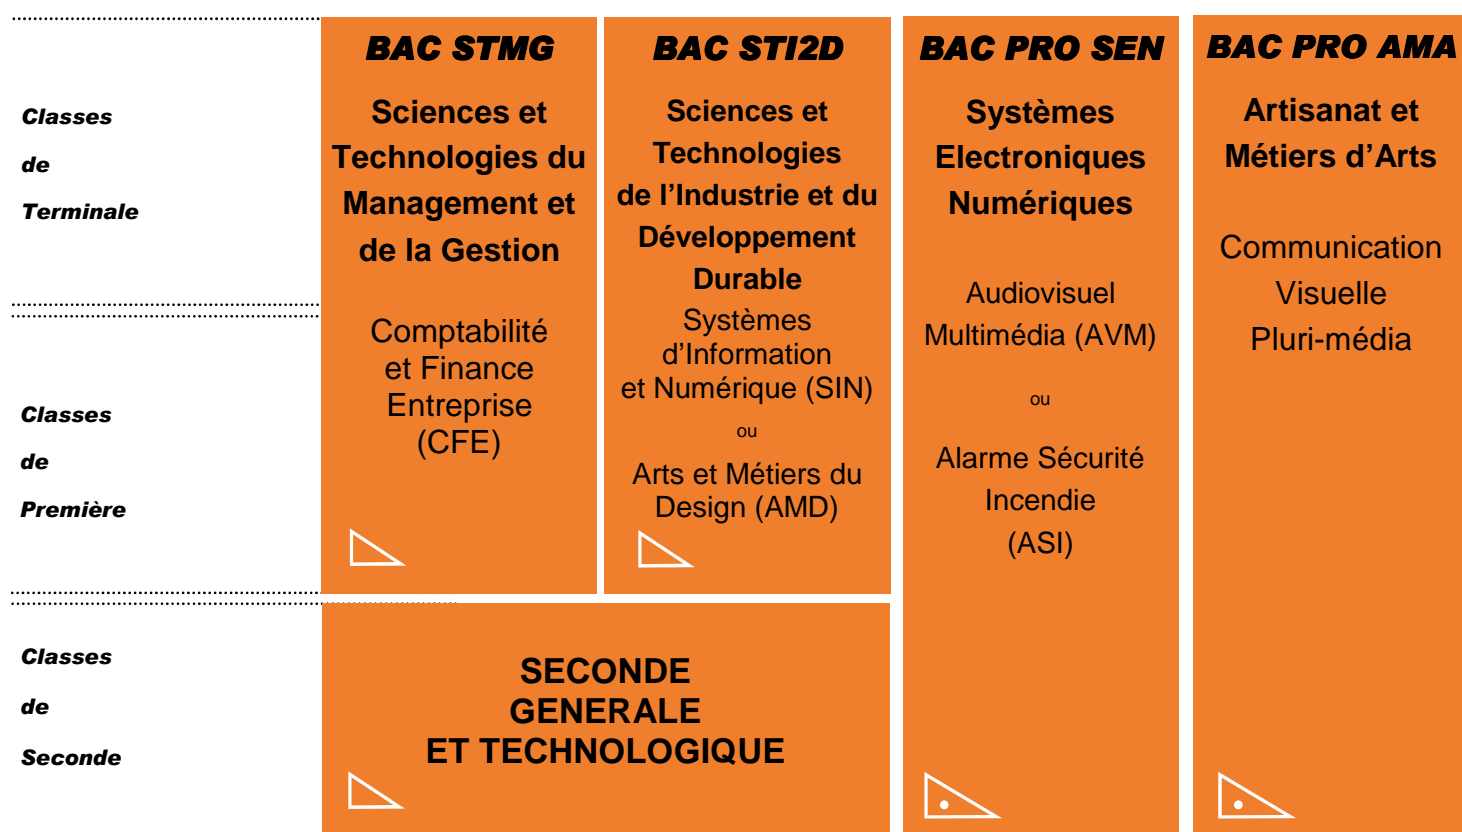 Classes
de
Terminale
Classes
de
Première
Classes
de
Seconde
BAC STMG
Sciences et
Technologies du
Management et
de la Gestion
Comptabilité
et Finance
Entreprise
(CFE)
BAC STI2D
Sciences et
Technologies
de l’Industrie et du
Développement
Durable
Systèmes
d’Information
et Numérique (SIN)
ou
Arts et Métiers du
Design (AMD)
SECONDE
GENERALE
ET TECHNOLOGIQUE
BAC PRO SEN
Systèmes
Electroniques
Numériques
Audiovisuel
Multimédia (AVM)
ou
Alarme Sécurité
Incendie
(ASI)
BAC PRO AMA
Artisanat et
Métiers d’Arts
Communication
Visuelle
Pluri-média